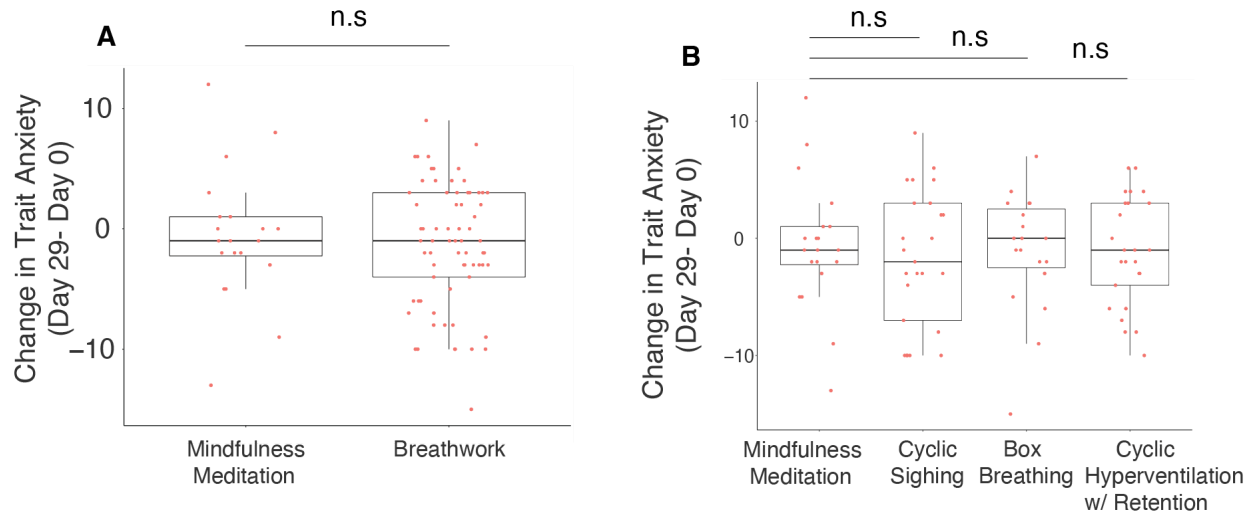 A
n.s
Change in Trait Anxiety
(Day 29- Day 0)
10
0
−10
Mindfulness
Meditation
Breathwork
B
n.s
n.s
n.s
Change in Trait Anxiety
(Day 29- Day 0)
10
0
−10
Mindfulness
Meditation
Cyclic
Sighing
Box
Breathing
Cyclic
Hyperventilation
w/ Retention